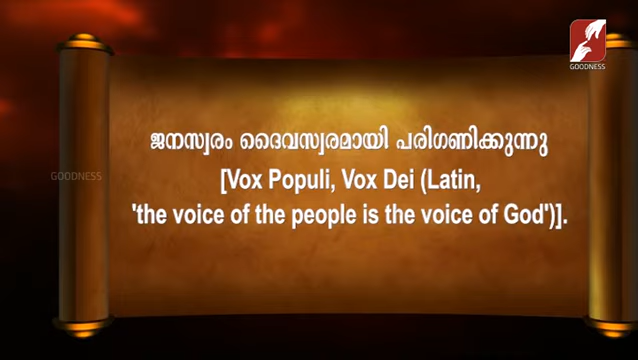 GOODNESS
GOODNESS
ജനസ്വരം ദൈവസ്വരമായി പരിഗണിക്കുന്നു
[Vox Populi, Vox Dei (Latin,
'the voice of the people is the voice of God')].